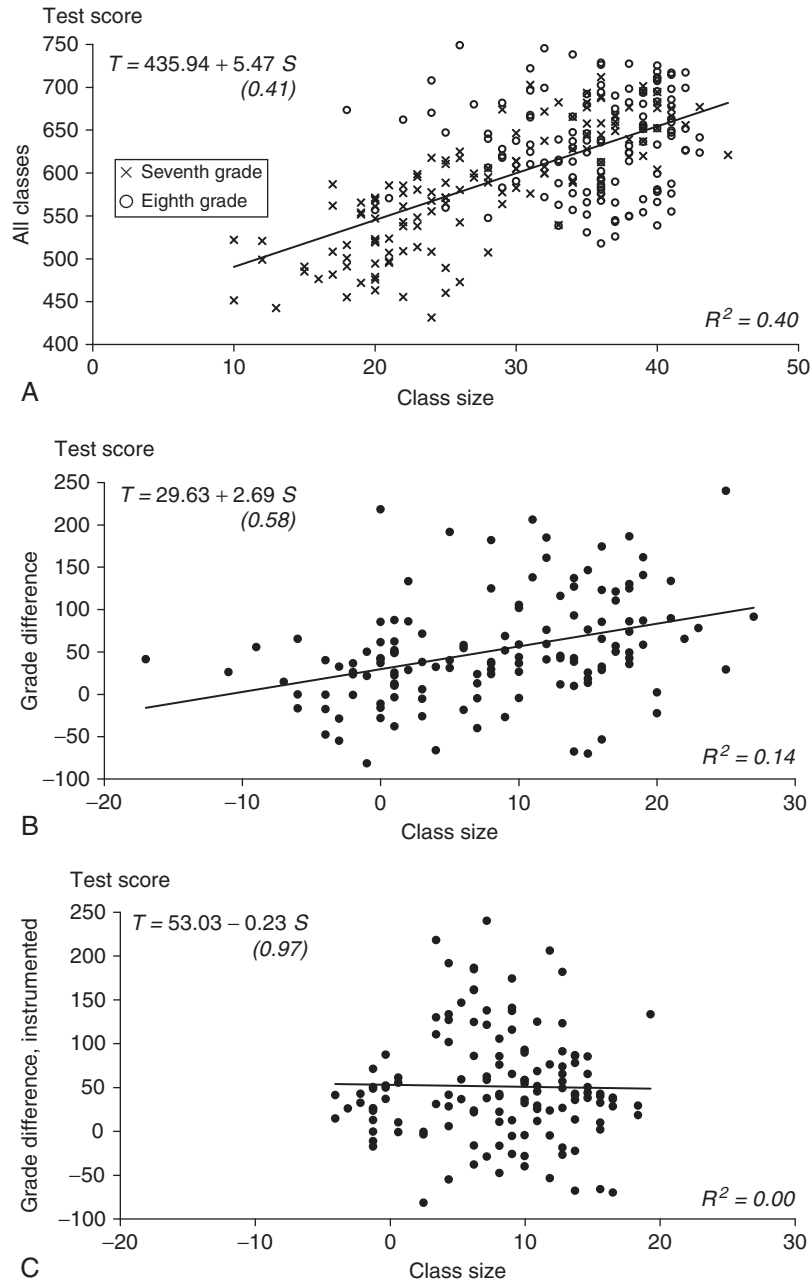 Test score
750
700
650
600
550
500
450
400
All classes
T = 435.94 + 5.47 S
(0.41)
× Seventh grade
○ Eighth grade
R² = 0.40
0 10 20 30 40 50
Class size
A
Test score
250
200
150
100
50
0
−50
−100
Grade difference
T = 29.63 + 2.69 S
(0.58)
R² = 0.14
−20 −10 0 10 20 30
Class size
B
Test score
250
200
150
100
50
0
−50
−100
Grade difference, instrumented
T = 53.03 − 0.23 S
(0.97)
R² = 0.00
−20 −10 0 10 20 30
Class size
C